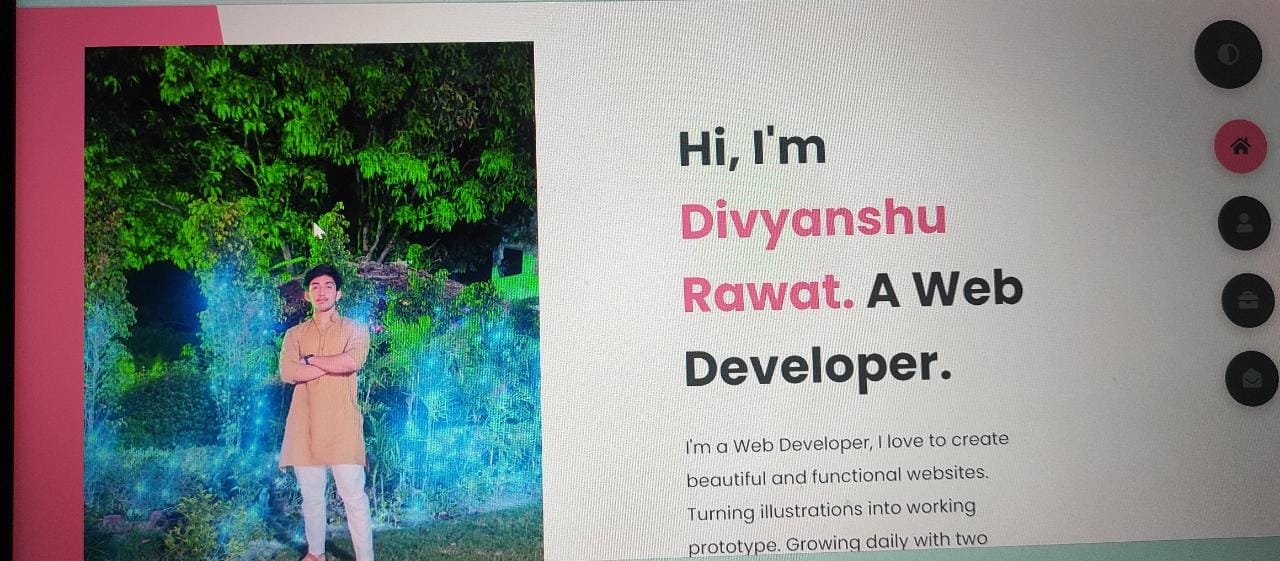 Hi, I'm
Divyanshu
Rawat. A Web
Developer.
I'm a Web Developer, I love to create
beautiful and functional websites.
Turning illustrations into working
prototype. Growing daily with two